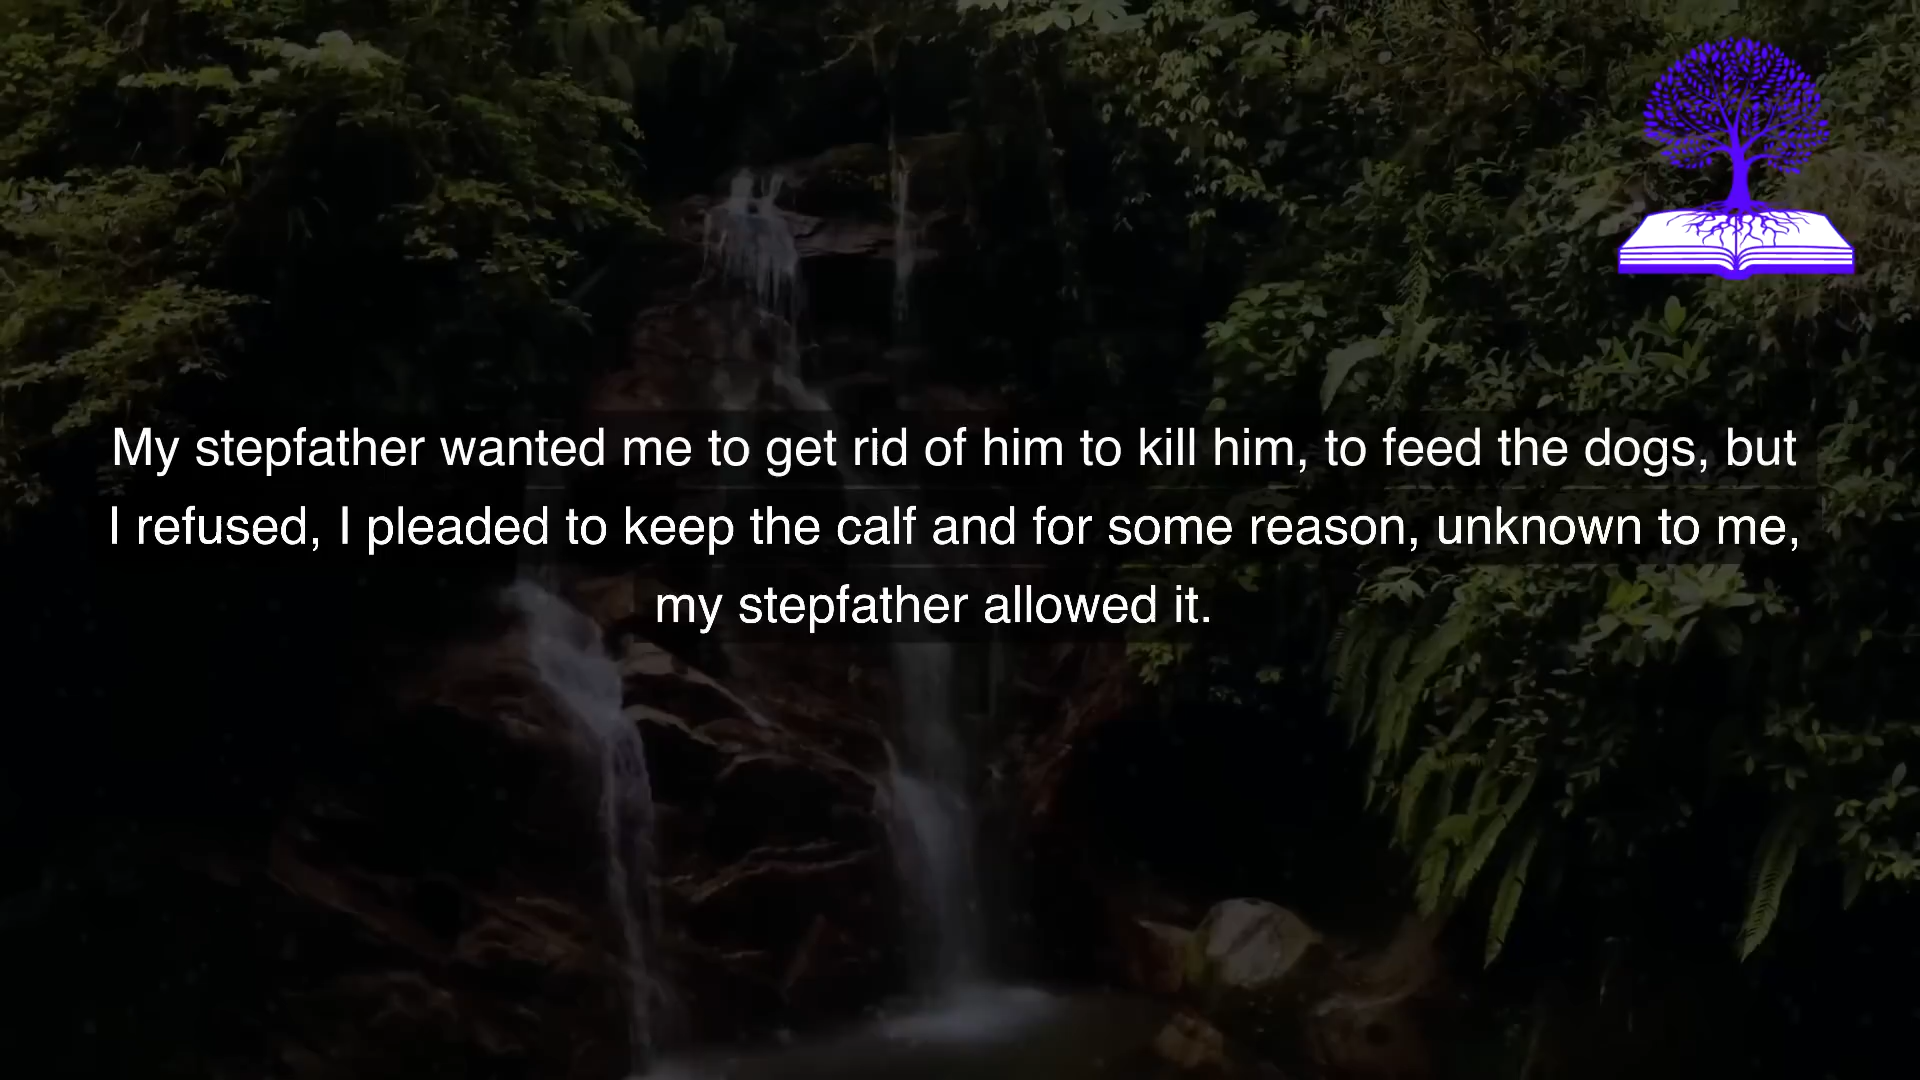 My stepfather wanted me to get rid of him to kill him, to feed the dogs, but
I refused, I pleaded to keep the calf and for some reason, unknown to me,
my stepfather allowed it.